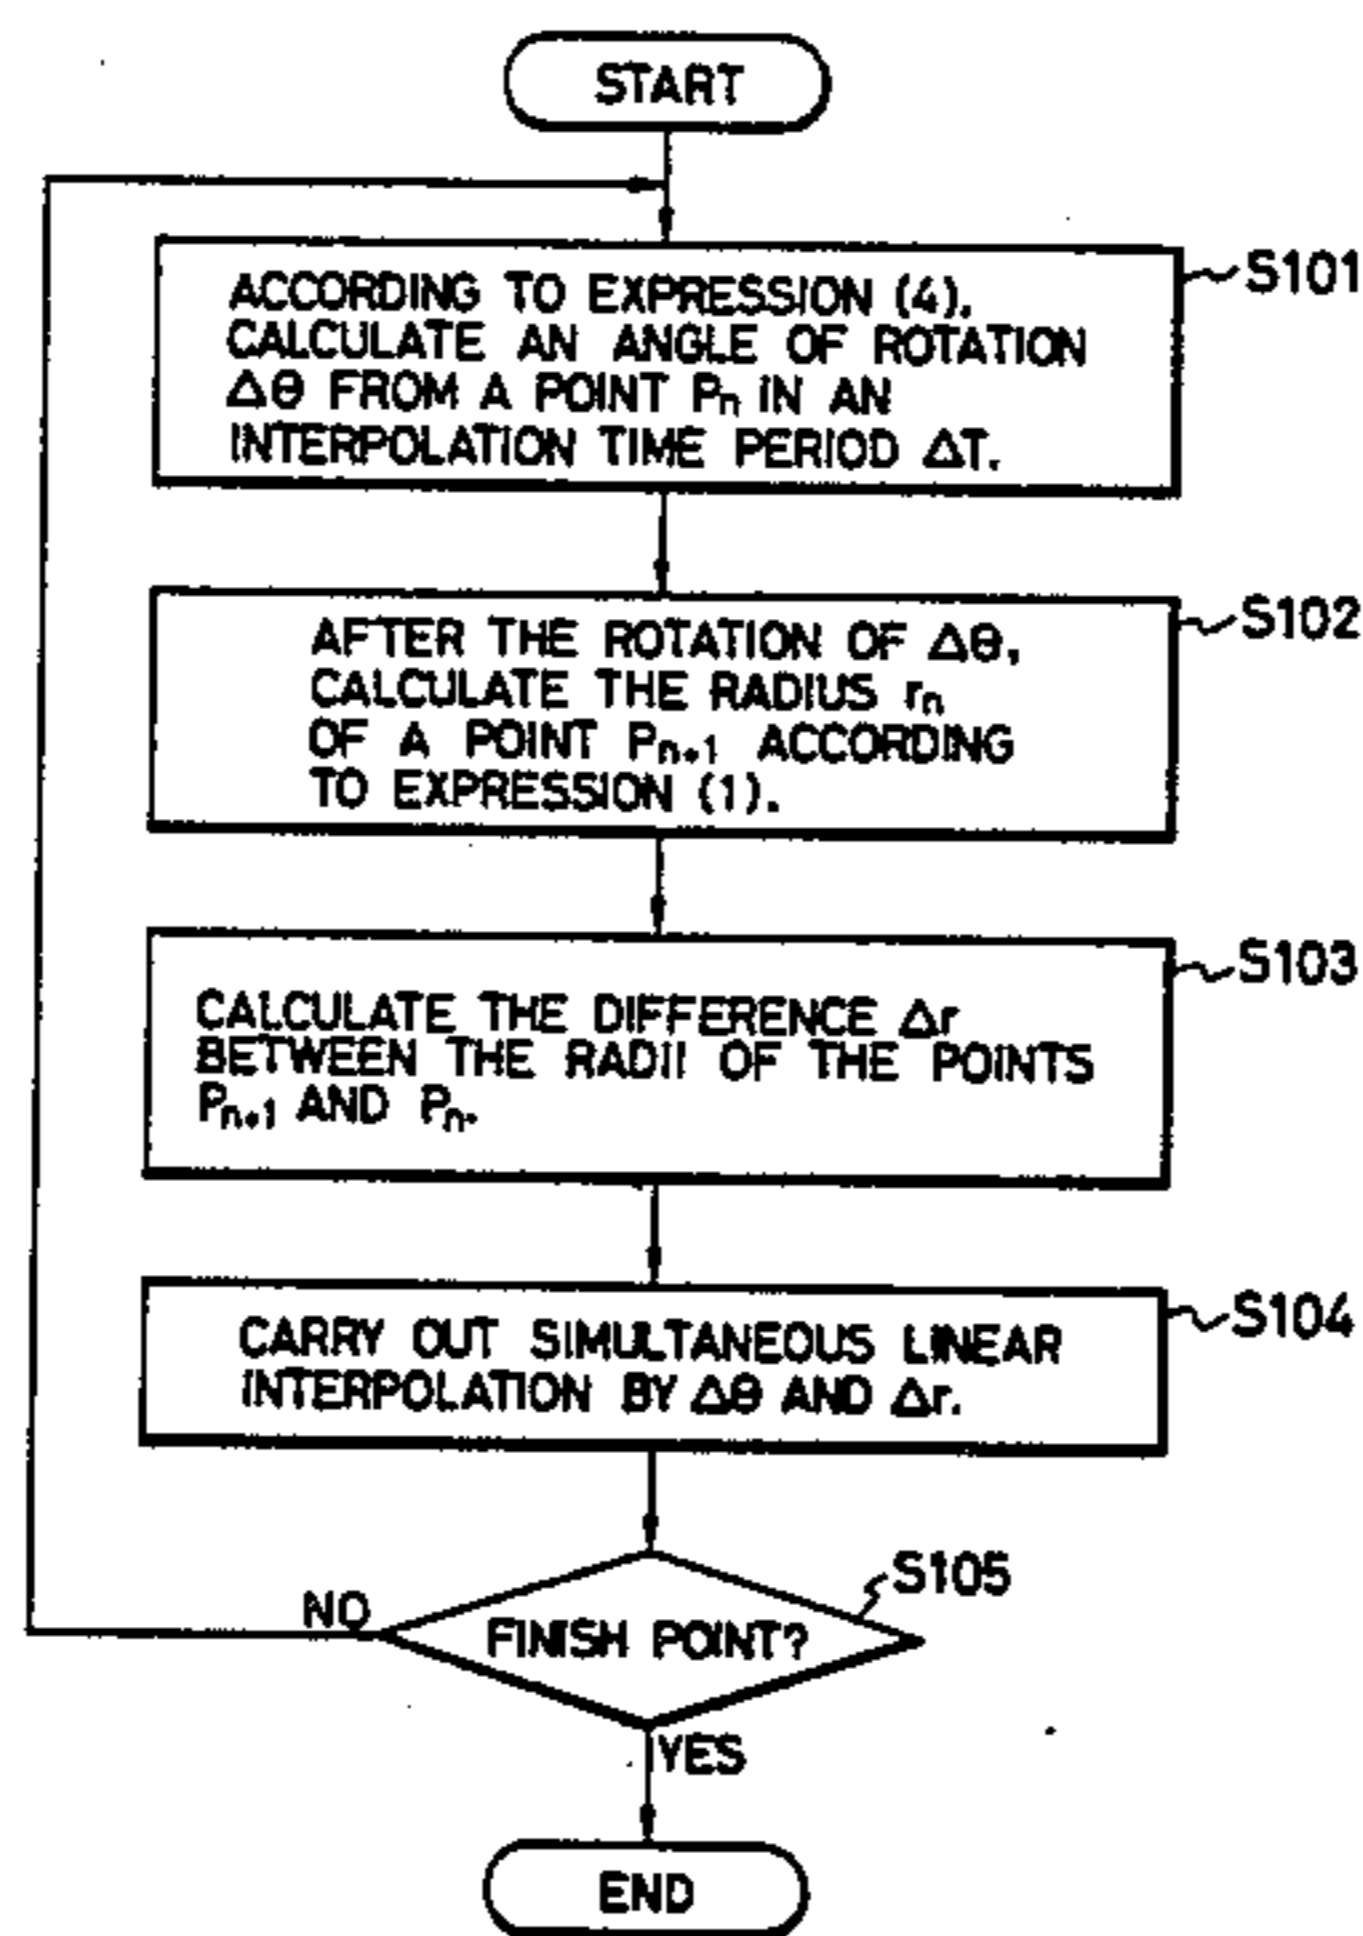 START
ACCORDING TO EXPRESSION (4),
CALCULATE AN ANGLE OF ROTATION
Δθ FROM A POINT Pn IN AN
INTERPOLATION TIME PERIOD ΔT.
S101
AFTER THE ROTATION OF Δθ,
CALCULATE THE RADIUS rn
OF A POINT Pn+1 ACCORDING
TO EXPRESSION (1).
S102
CALCULATE THE DIFFERENCE Δr
BETWEEN THE RADII OF THE POINTS
Pn+1 AND Pn.
S103
CARRY OUT SIMULTANEOUS LINEAR
INTERPOLATION BY Δθ AND Δr.
S104
S105
NO
FINISH POINT?
YES
END